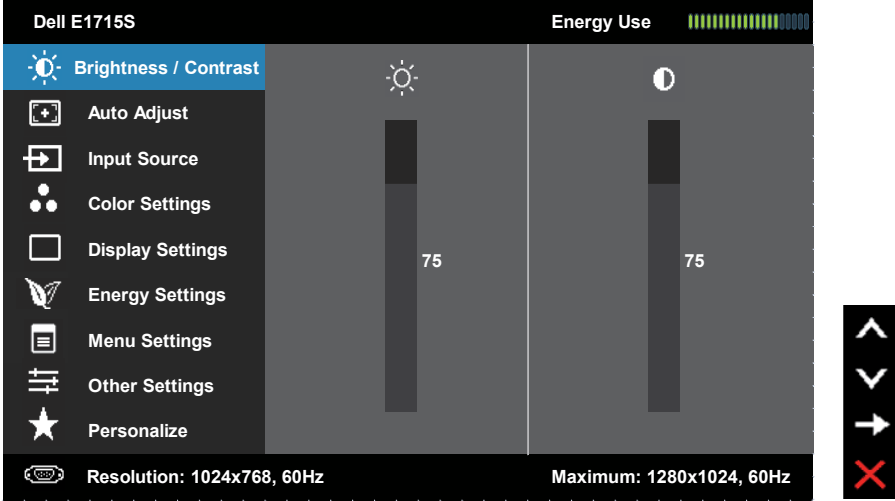 Dell E1715S
Energy Use
Brightness / Contrast
Auto Adjust
Input Source
Color Settings
Display Settings
Energy Settings
Menu Settings
Other Settings
Personalize
75
75
Resolution: 1024x768, 60Hz
Maximum: 1280x1024, 60Hz